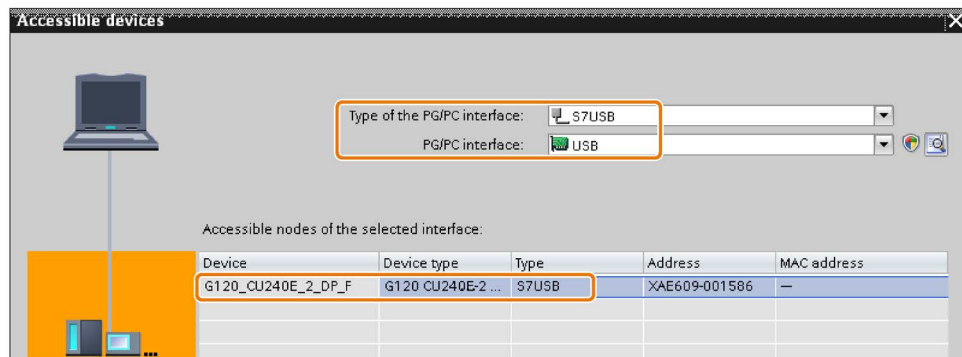 Accessible devices
Type of the PG/PC interface: S7USB
PG/PC interface: USB
Accessible nodes of the selected interface:
Device Device type Type Address MAC address
G120_CU240E_2_DP_F G120 CU240E-2 ... S7USB XAE609-001586 —